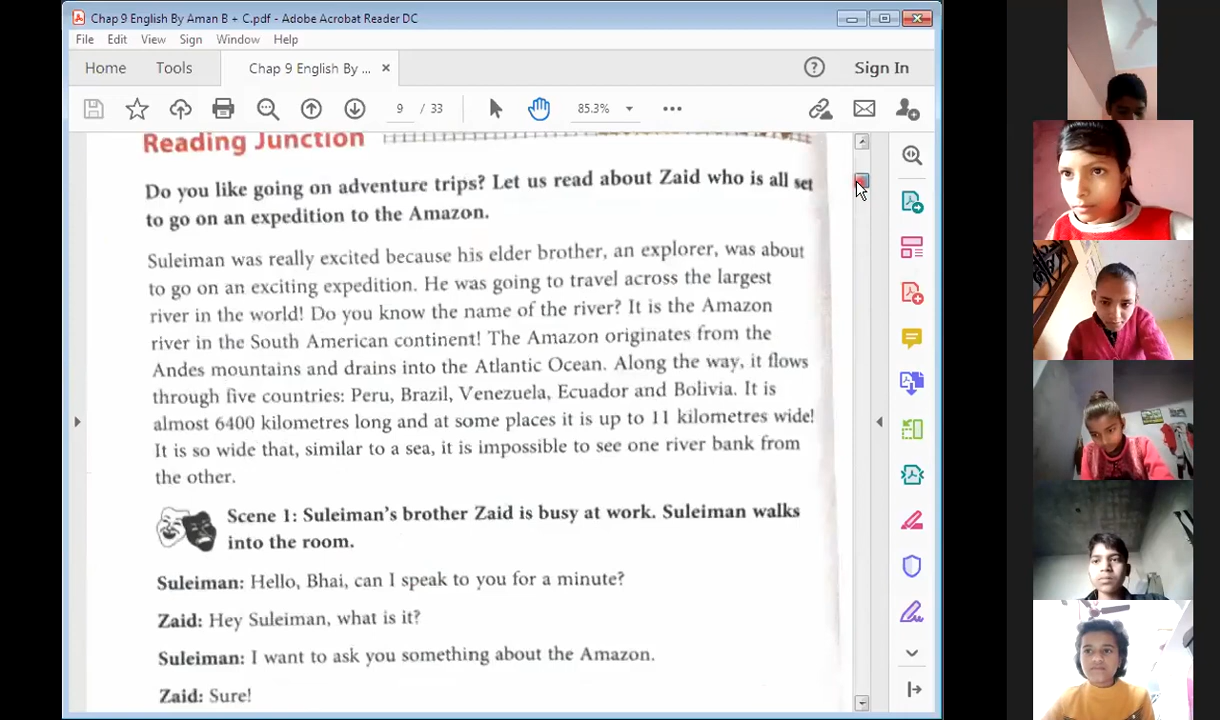 Chap 9 English By Aman B + C.pdf - Adobe Acrobat Reader DC
File Edit View Sign Window Help
Home Tools Chap 9 English By ... × Sign In
9 / 33 85.3%
Reading Junction
Do you like going on adventure trips? Let us read about Zaid who is all set
to go on an expedition to the Amazon.
Suleiman was really excited because his elder brother, an explorer, was about
to go on an exciting expedition. He was going to travel across the largest
river in the world! Do you know the name of the river? It is the Amazon
river in the South American continent! The Amazon originates from the
Andes mountains and drains into the Atlantic Ocean. Along the way, it flows
through five countries: Peru, Brazil, Venezuela, Ecuador and Bolivia. It is
almost 6400 kilometres long and at some places it is up to 11 kilometres wide!
It is so wide that, similar to a sea, it is impossible to see one river bank from
the other.
Scene 1: Suleiman's brother Zaid is busy at work. Suleiman walks
into the room.
Suleiman: Hello, Bhai, can I speak to you for a minute?
Zaid: Hey Suleiman, what is it?
Suleiman: I want to ask you something about the Amazon.
Zaid: Sure!